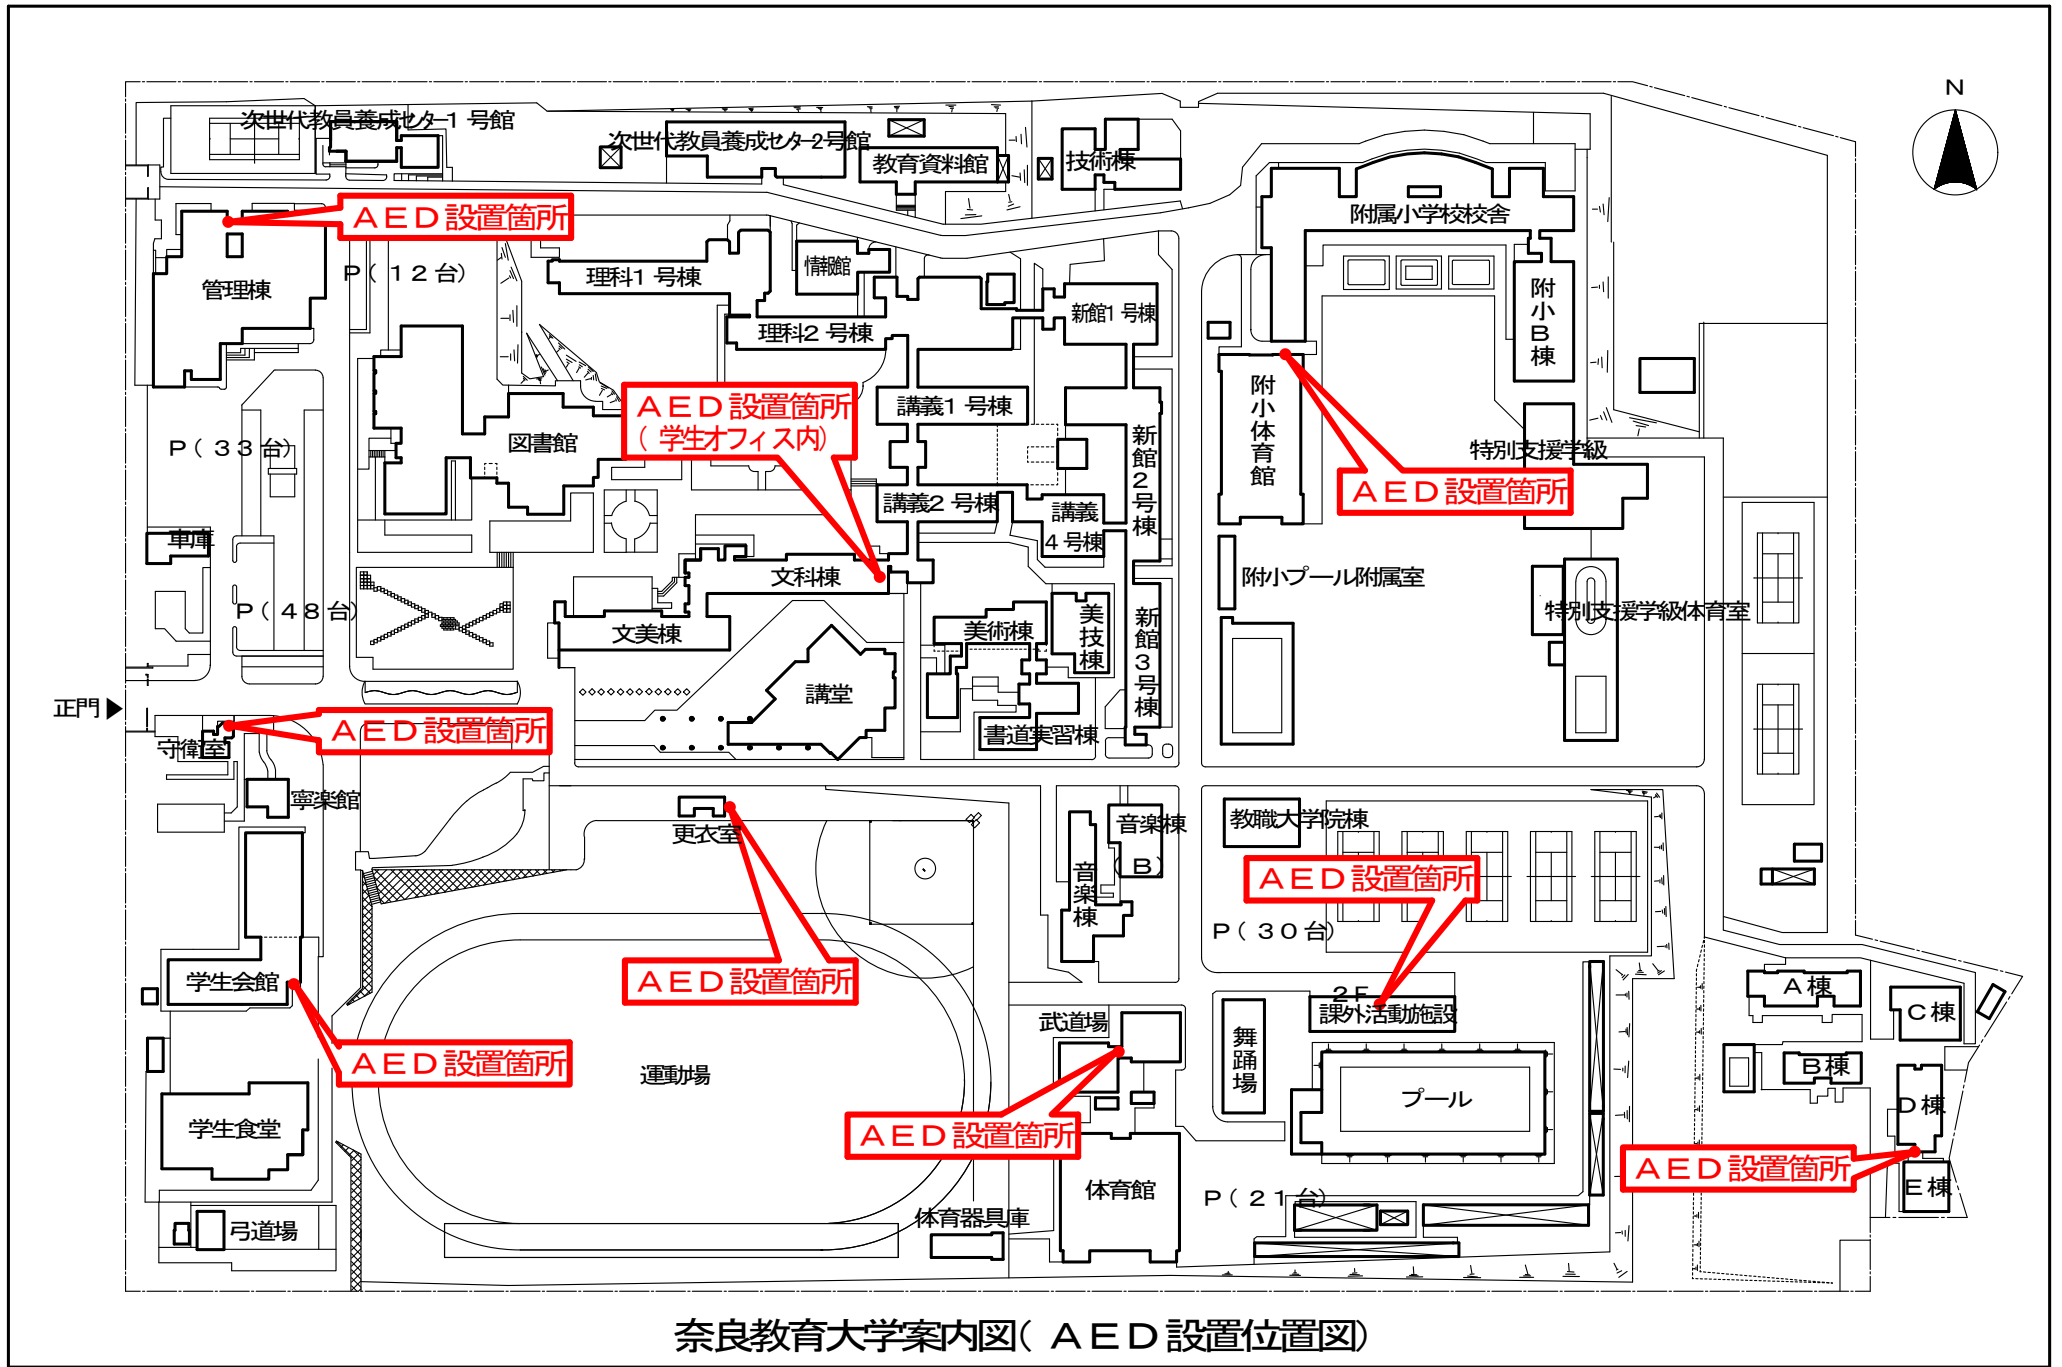 N
次世代教員養成センター1号館
次世代教員養成センター2号館
教育資料館
技術棟
AED設置箇所
附属小学校校舎
管理棟
P(12台)
理科1号棟
情報館
理科2号棟
新館1号棟
附小B棟
AED設置箇所
(学生オフィス内)
講義1号棟
附小体育館
P(33台)
図書館
新館2号棟
特別支援学級
AED設置箇所
講義2号棟
講義
4号棟
車庫
文科棟
附小プール附属室
P(48台)
文美棟
美術棟
美技棟
新館3号棟
特別支援学級体育室
講堂
正門
AED設置箇所
守衛室
書道実習棟
寧楽館
更衣室
音楽棟
(B)
音楽棟
教職大学院棟
AED設置箇所
P(30台)
学生会館
AED設置箇所
A棟
2F
課外活動施設
C棟
武道場
舞踊場
AED設置箇所
運動場
B棟
プール
D棟
学生食堂
AED設置箇所
AED設置箇所
体育館
P(21台)
E棟
弓道場
体育器具庫
奈良教育大学案内図(AED設置位置図)